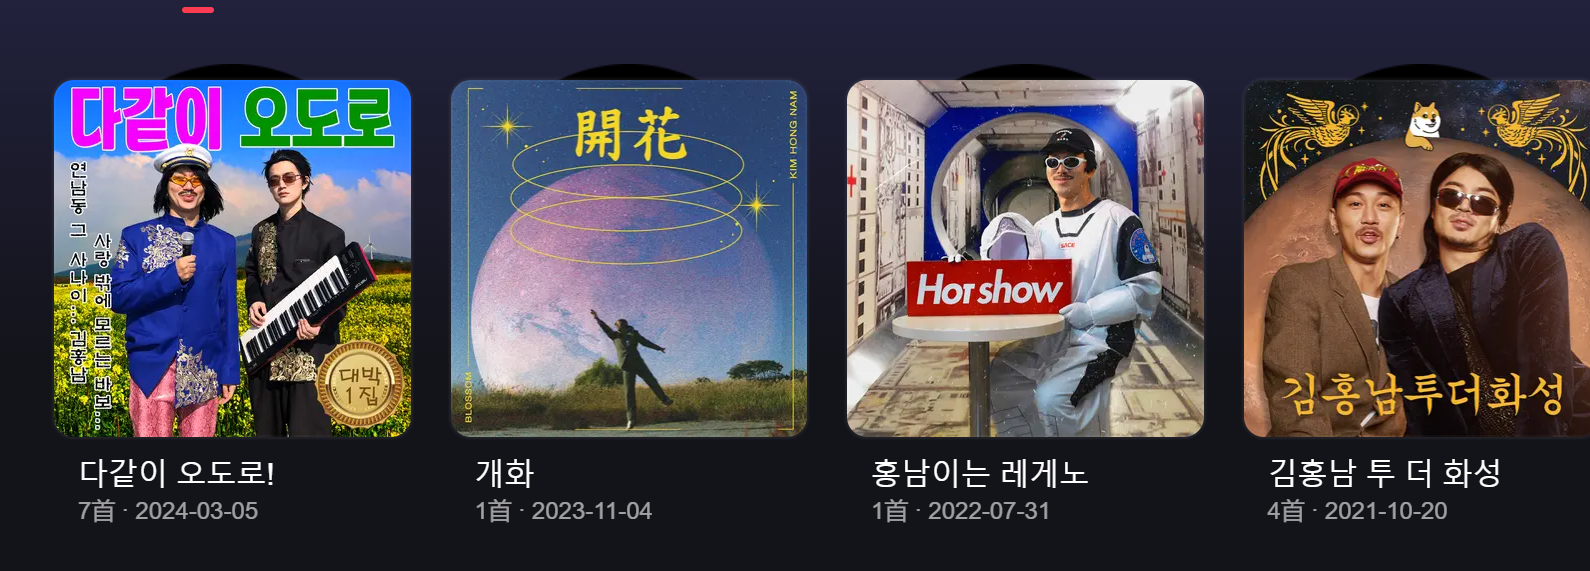 다같이 오도로
연남동 그 사나이... 김홍남
사랑 밖에 모르는 바보...
대박
1집
開花
KIM HONG NAM
BLOSSOM
SACE
Hot show
김홍남투더화성
다같이 오도로!
7首 · 2024-03-05
개화
1首 · 2023-11-04
홍남이는 레게노
1首 · 2022-07-31
김홍남 투 더 화성
4首 · 2021-10-20